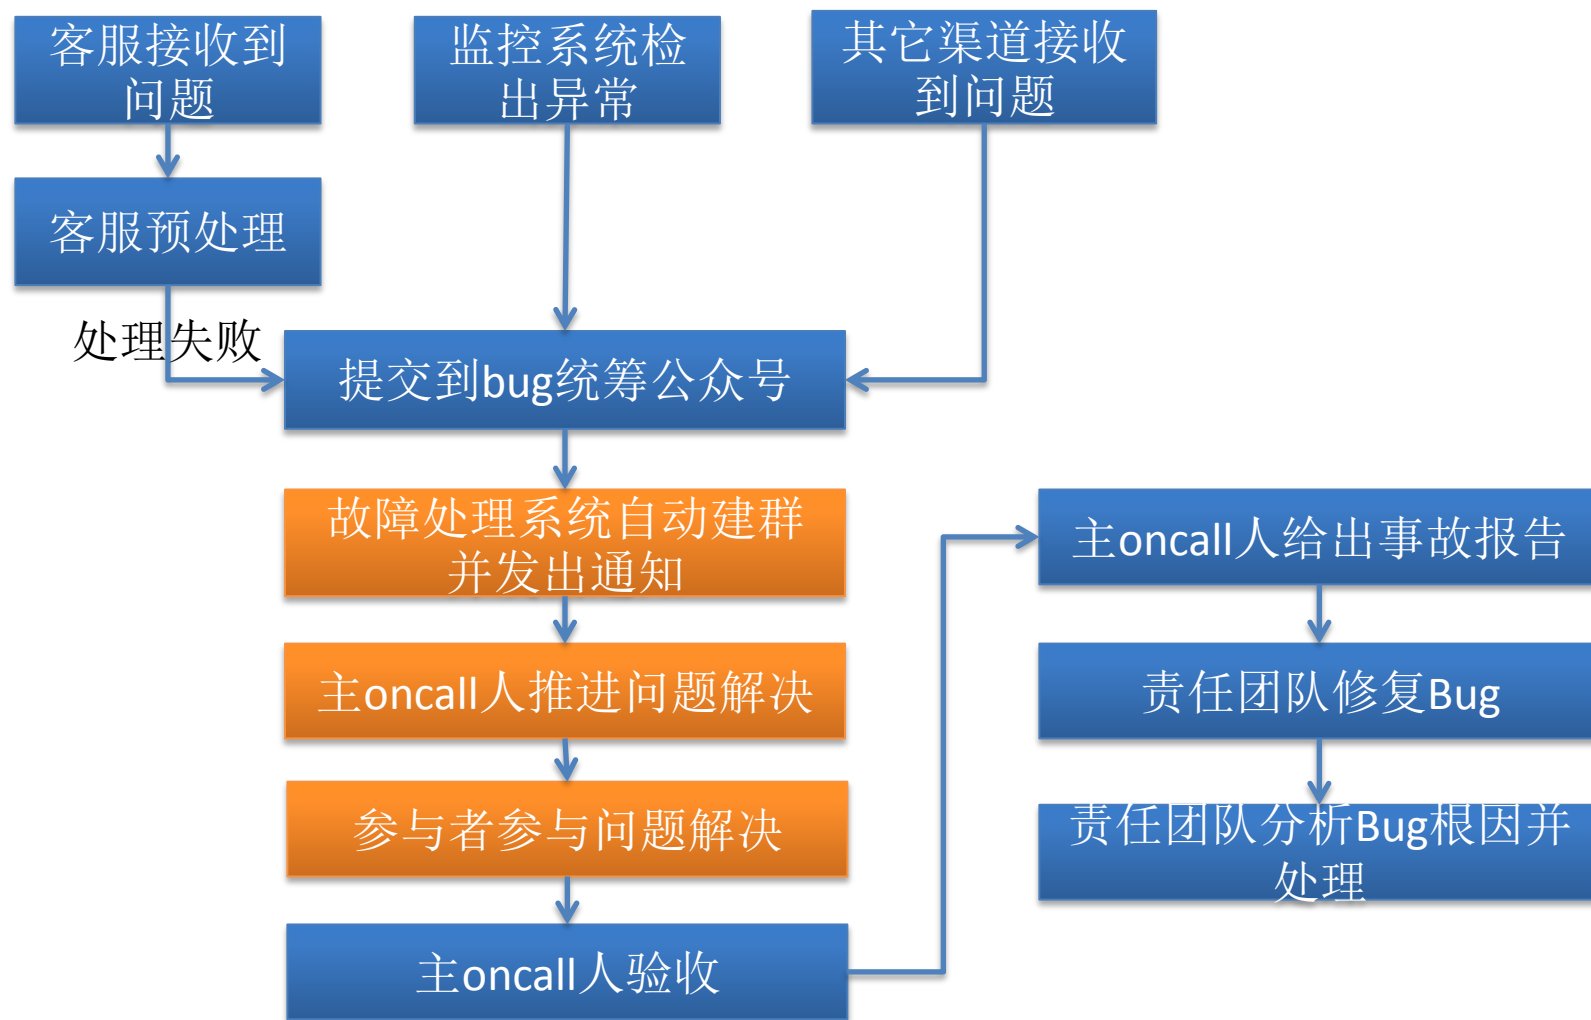 客服接收到
问题
监控系统检
出异常
其它渠道接收
到问题
客服预处理
处理失败
提交到bug统筹公众号
故障处理系统自动建群
并发出通知
主oncall人推进问题解决
参与者参与问题解决
主oncall人验收
主oncall人给出事故报告
责任团队修复Bug
责任团队分析Bug根因并
处理